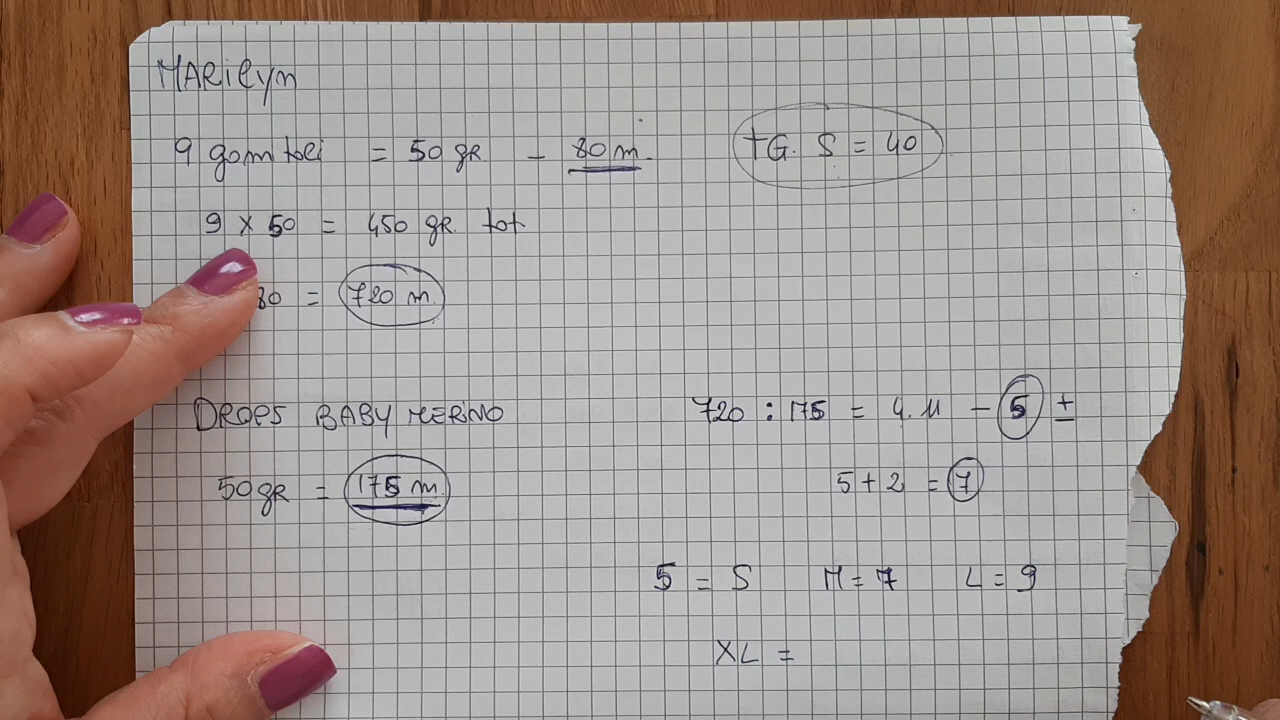 MARilyn
9 gomitoli = 50 gr - 80 m. tG. S = 40
9 x 50 = 450 gr. tot
80 = 720 m.
DROPS BABY MERINO 720 : 175 = 4.11 - 5 ±
50 gr = 175 m. 5+2 = 7
5 = S M = 7 L = 9
XL =